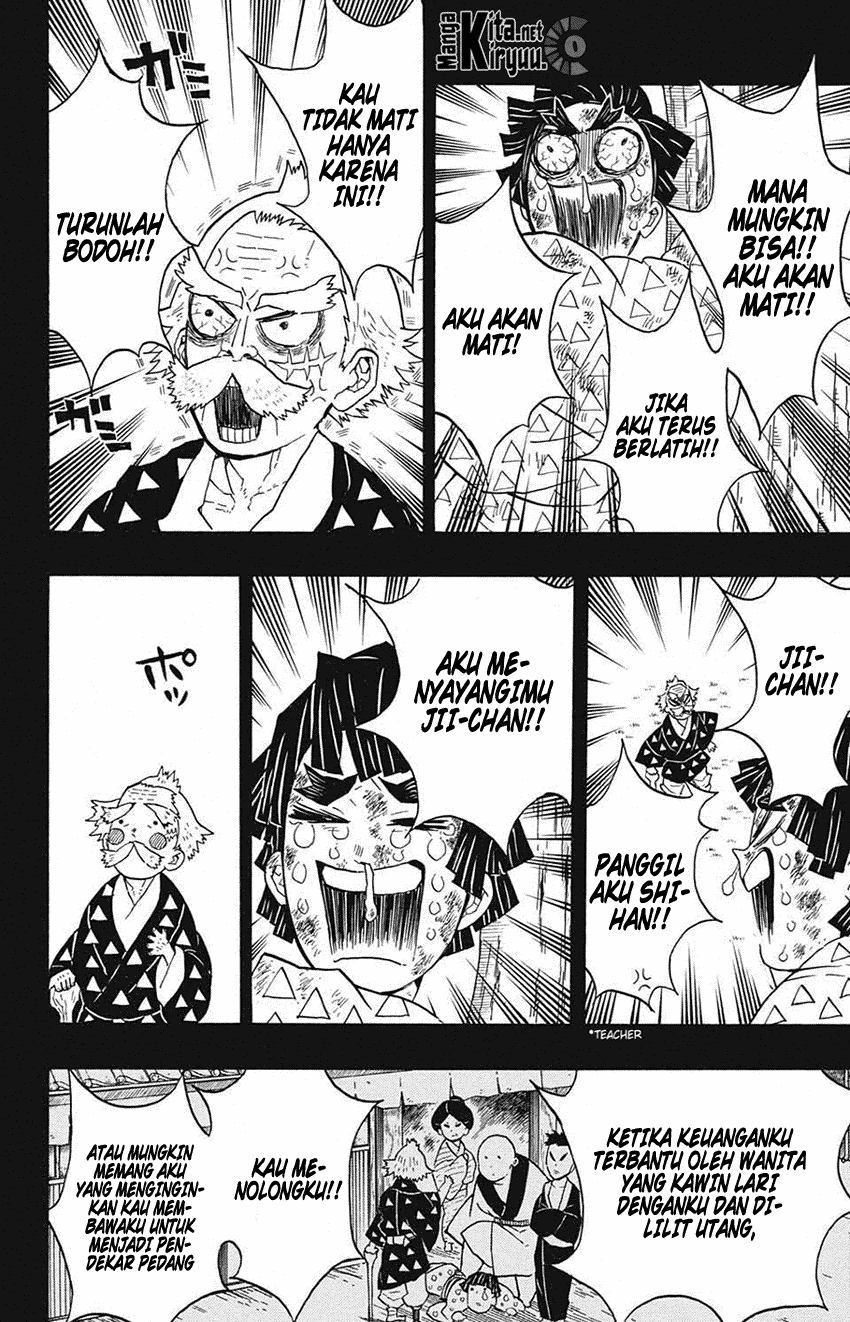 Manga
Kita.net
Kiryuu.
MANA
MUNGKIN
BISA!!
AKU AKAN
MATI!!
AKU AKAN
MATI!
JIKA
AKU TERUS
BERLATIH!!
KAU
TIDAK MATI
HANYA
KARENA
INI!!
TURUNLAH
BODOH!!
ガミ
ガミ
JII-
CHAN!!
PANGGIL
AKU SHI-
HAN!!
*TEACHER
AKU ME-
NYAYANGIMU
JII-CHAN!!
ポッ
KETIKA KEUANGANKU
TERBANTU OLEH WANITA
YANG KAWIN LARI
DENGANKU DAN DI-
LILIT UTANG,
KAU ME-
NOLONGKU!!
ATAU MUNGKIN
MEMANG AKU
YANG MENGINGIN-
KAN KAU MEM-
BAWAKU UNTUK
MENJADI PEN-
DEKAR PEDANG